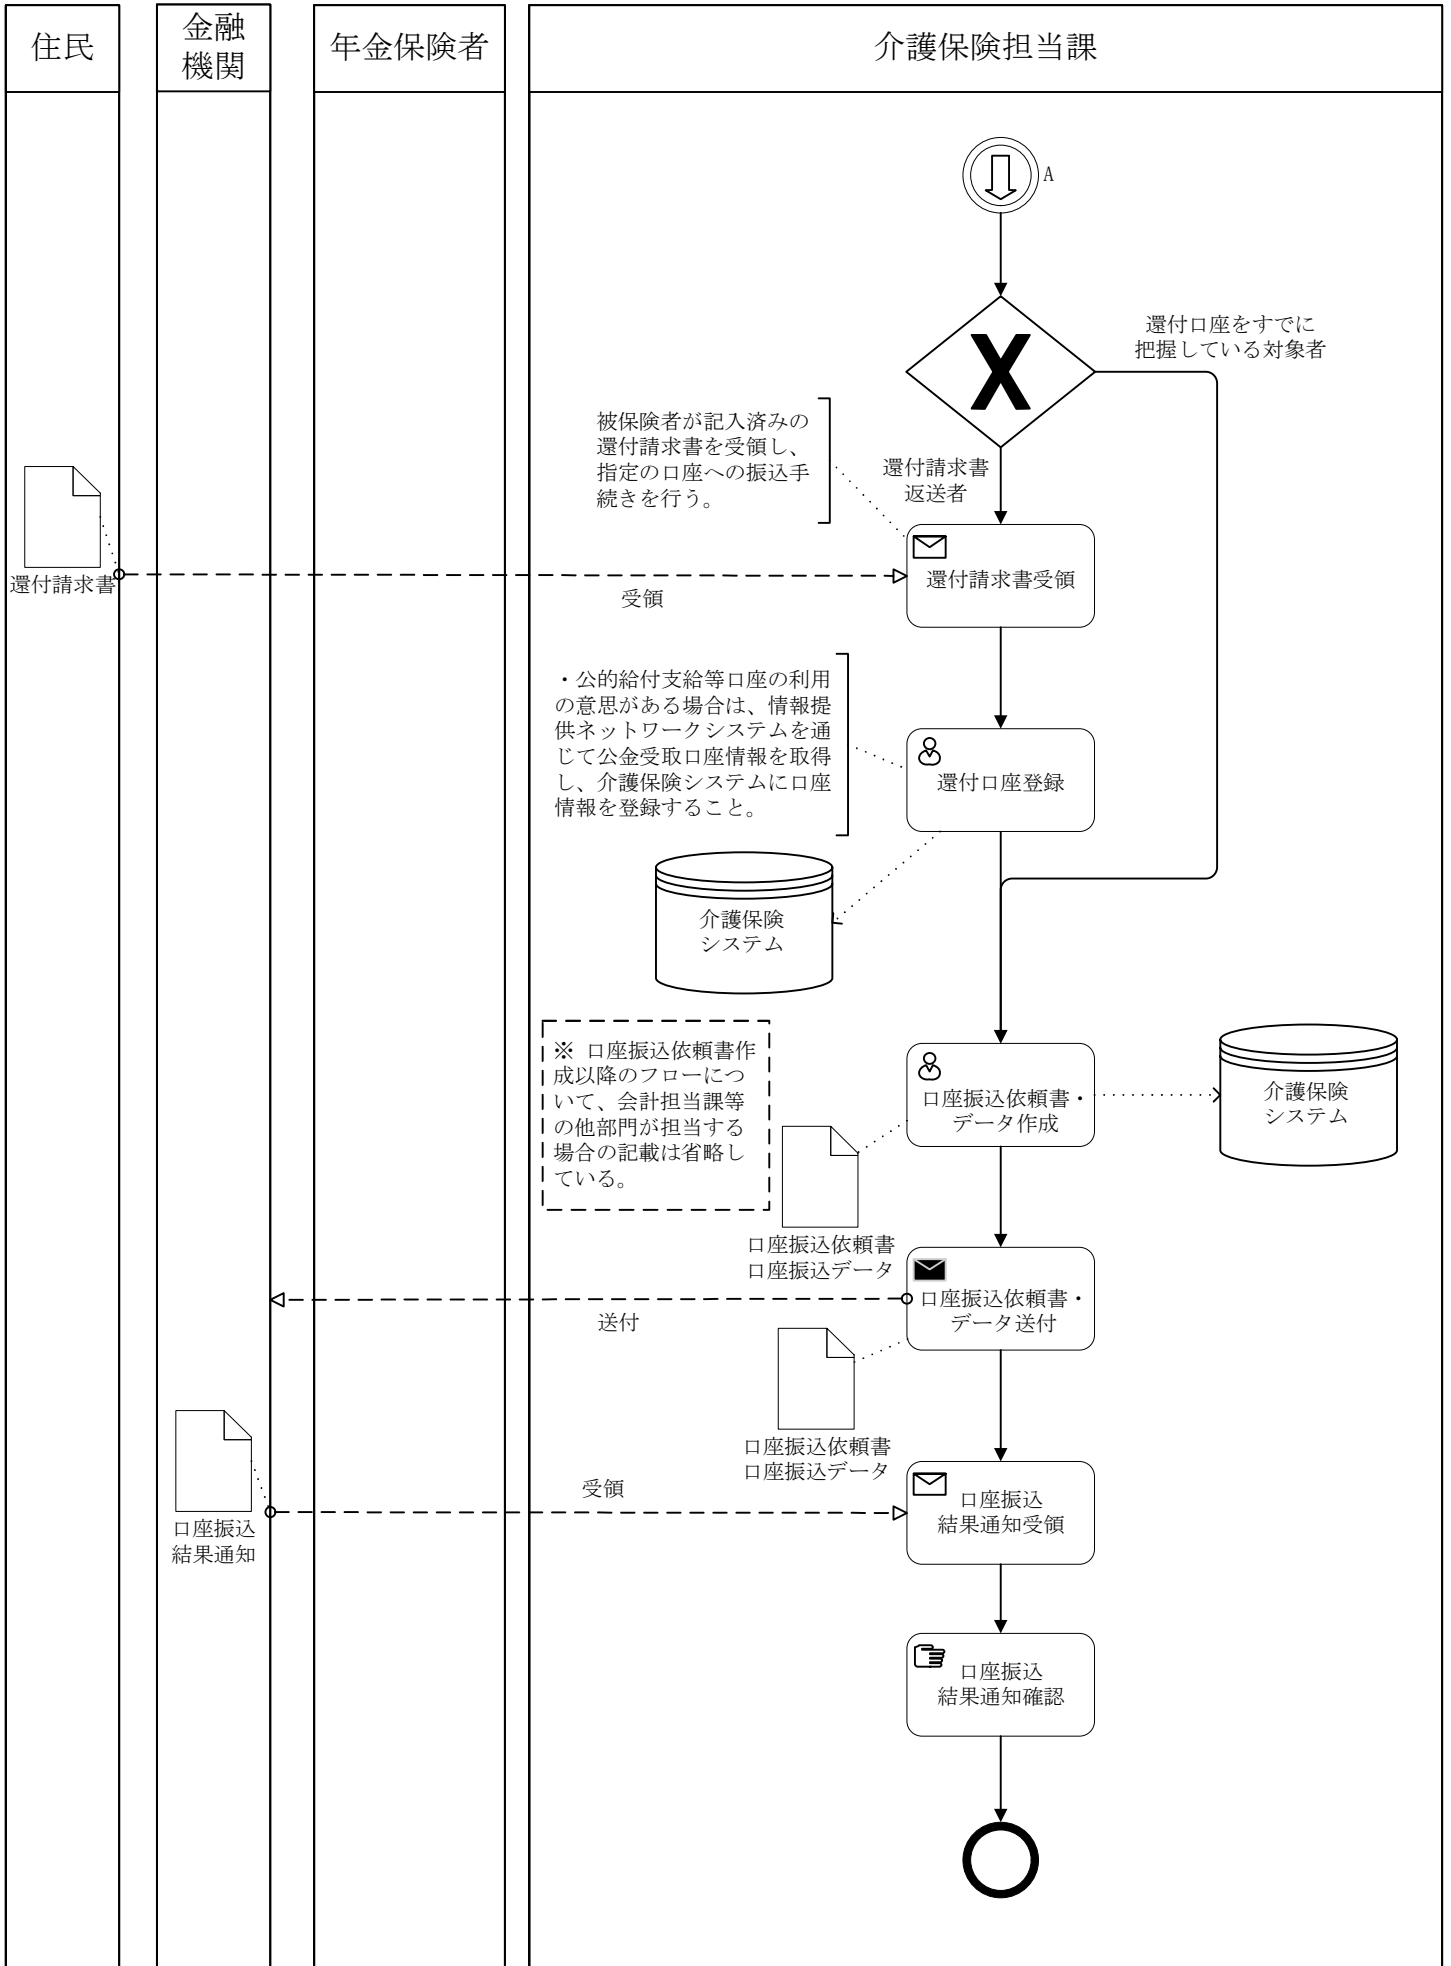 住民
金融
機関
年金保険者
介護保険担当課
A
還付口座をすでに
把握している対象者
被保険者が記入済みの
還付請求書を受領し、
指定の口座への振込手
続きを行う。
還付請求書
返送者
還付請求書
受領
還付請求書受領
・公的給付支給等口座の利用
の意思がある場合は、情報提
供ネットワークシステムを通
じて公金受取口座情報を取得
し、介護保険システムに口座
情報を登録すること。
還付口座登録
介護保険
システム
※ 口座振込依頼書作
成以降のフローにつ
いて、会計担当課等
の他部門が担当する
場合の記載は省略し
ている。
口座振込依頼書・
データ作成
介護保険
システム
口座振込依頼書
口座振込データ
口座振込依頼書・
データ送付
送付
口座振込依頼書
口座振込データ
口座振込
結果通知
受領
口座振込
結果通知受領
口座振込
結果通知確認